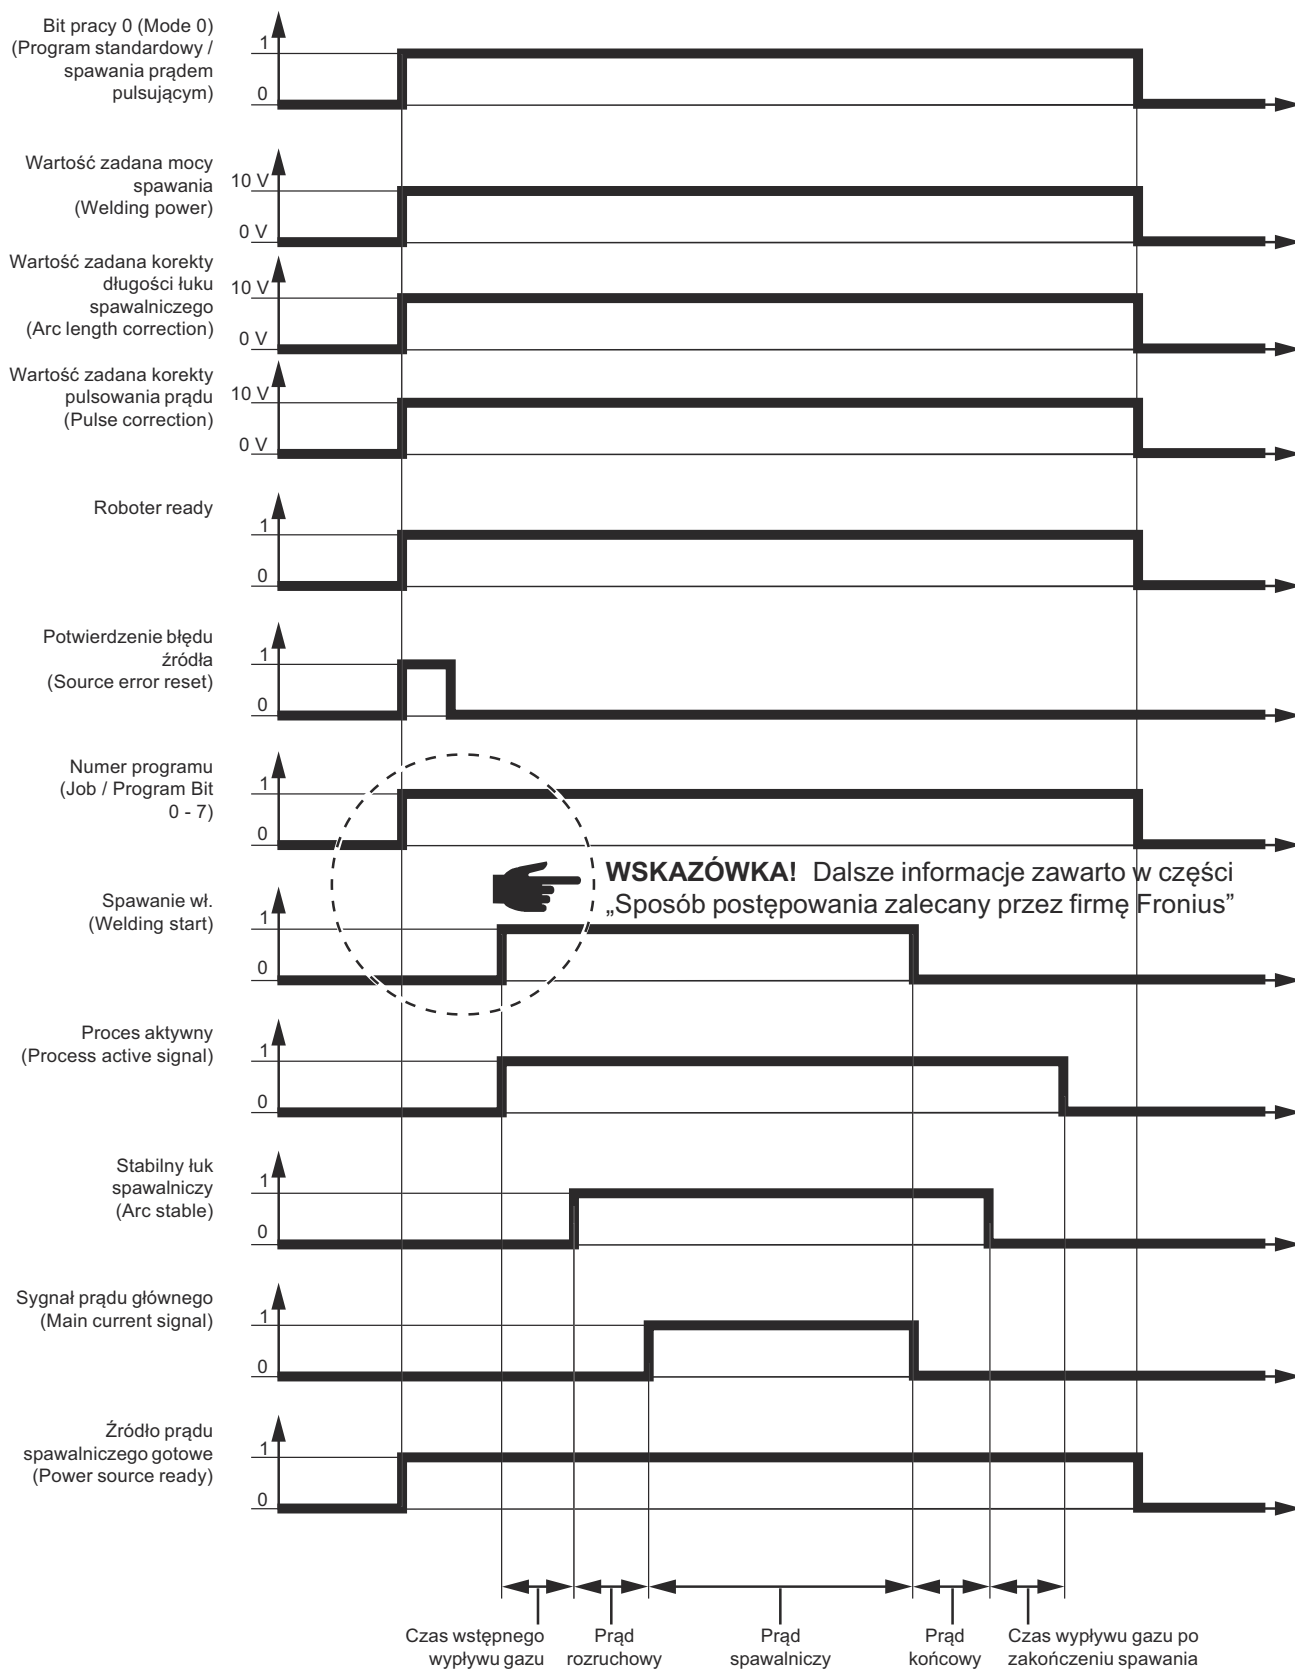 Bit pracy 0 (Mode 0)
(Program standardowy /
spawania prądem
pulsującym)
1
0
Wartość zadana mocy
spawania
(Welding power)
10 V
0 V
Wartość zadana korekty
długości łuku
spawalniczego
(Arc length correction)
10 V
0 V
Wartość zadana korekty
pulsowania prądu
(Pulse correction)
10 V
0 V
Roboter ready
1
0
Potwierdzenie błędu
źródła
(Source error reset)
1
0
Numer programu
(Job / Program Bit
0 - 7)
1
0
WSKAZÓWKA! Dalsze informacje zawarto w części
„Sposób postępowania zalecany przez firmę Fronius”
Spawanie wł.
(Welding start)
1
0
Proces aktywny
(Process active signal)
1
0
Stabilny łuk
spawalniczy
(Arc stable)
1
0
Sygnał prądu głównego
(Main current signal)
1
0
Źródło prądu
spawalniczego gotowe
(Power source ready)
1
0
Czas wstępnego
wypływu gazu
Prąd
rozruchowy
Prąd
spawalniczy
Prąd
końcowy
Czas wypływu gazu po
zakończeniu spawania